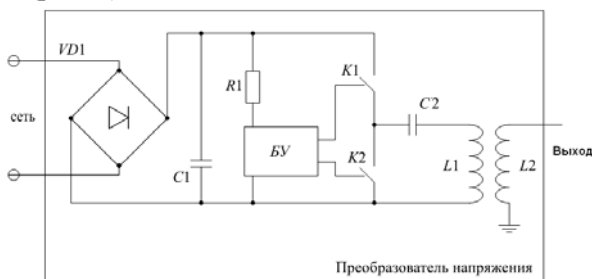 VD1
сеть
R1
C1
БУ
K1
K2
C2
L1
L2
Выход
Преобразователь напряжения